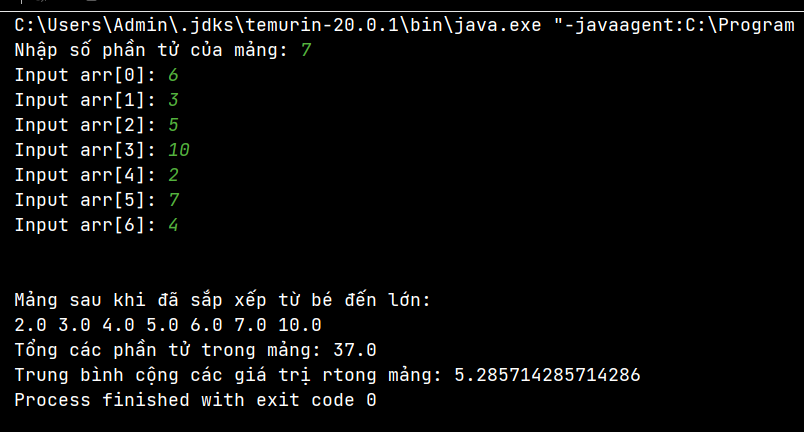 C:\Users\Admin\.jdks\temurin-20.0.1\bin\java.exe "-javaagent:C:\Program
Nhập số phần tử của mảng: 7
Input arr[0]: 6
Input arr[1]: 3
Input arr[2]: 5
Input arr[3]: 10
Input arr[4]: 2
Input arr[5]: 7
Input arr[6]: 4
Mảng sau khi đã sắp xếp từ bé đến lớn:
2.0 3.0 4.0 5.0 6.0 7.0 10.0
Tổng các phần tử trong mảng: 37.0
Trung bình cộng các giá trị rtong mảng: 5.285714285714286
Process finished with exit code 0